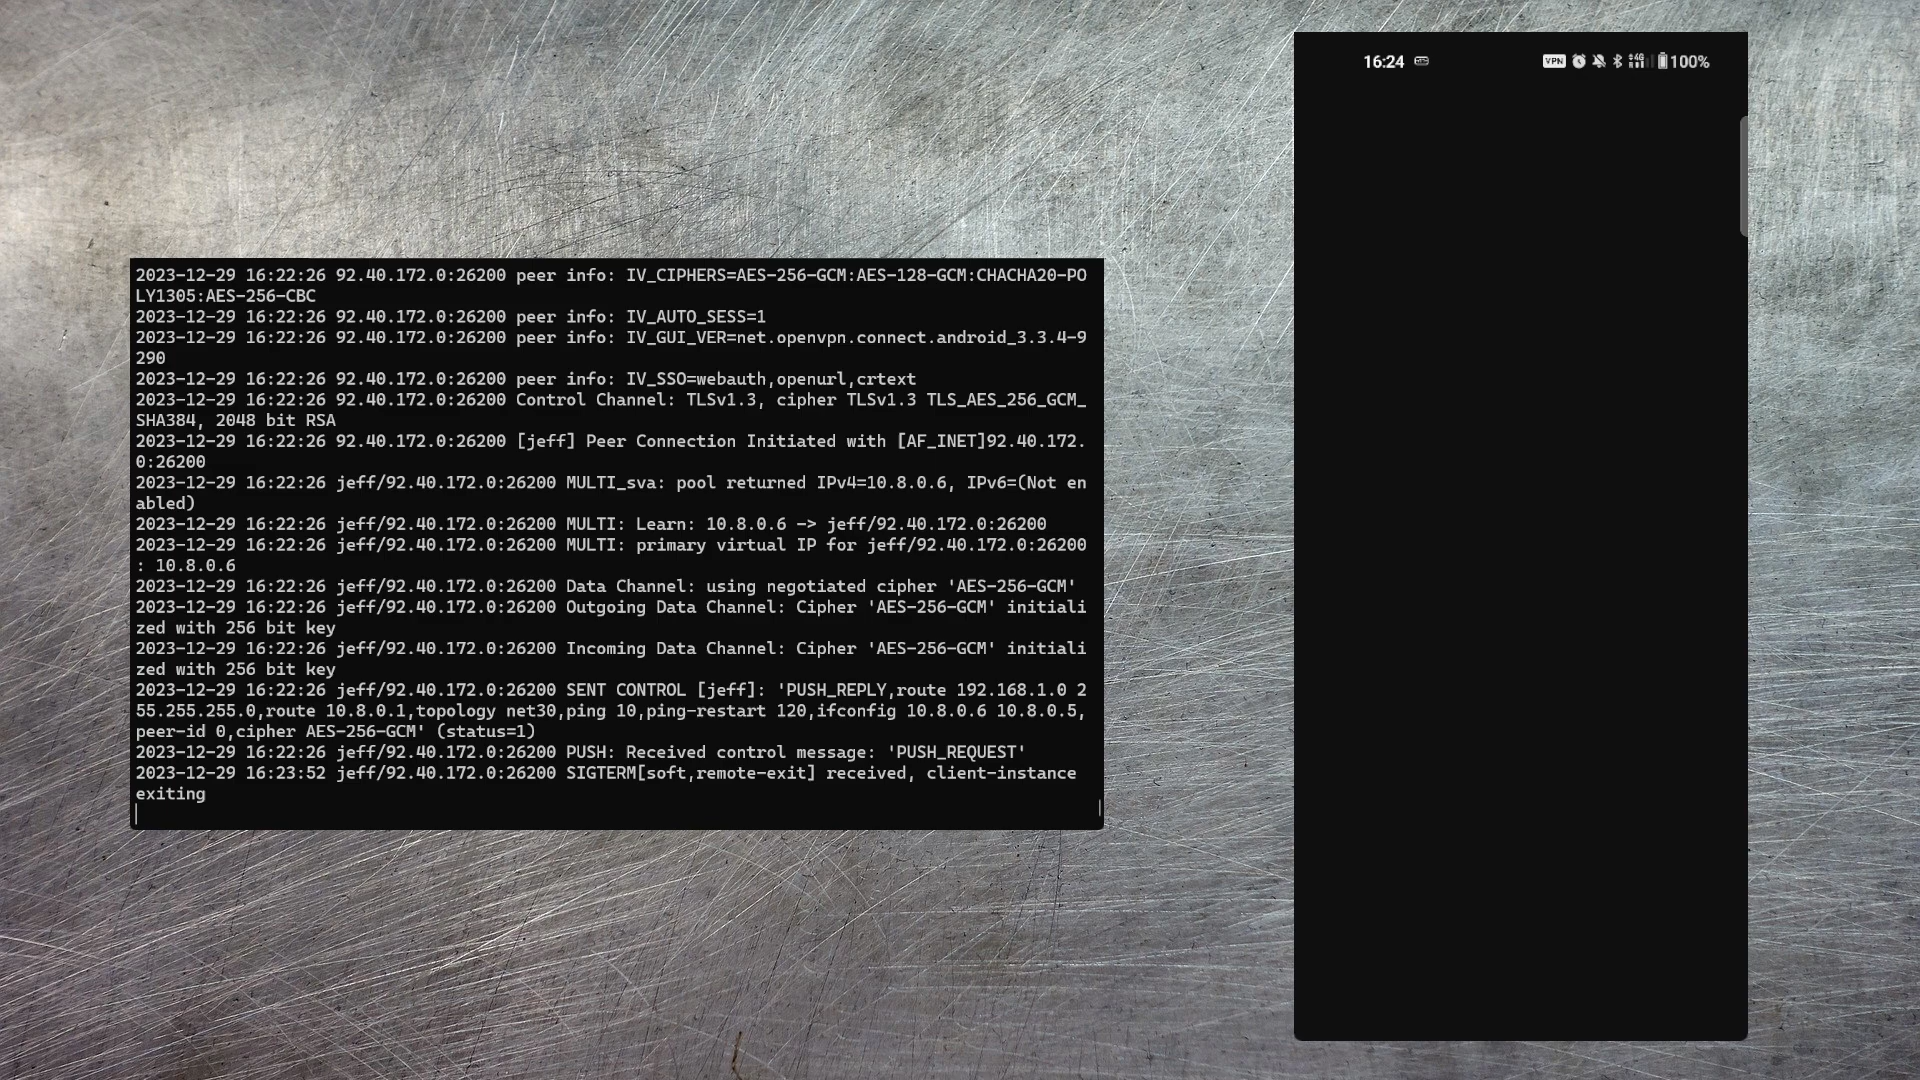 2023-12-29 16:22:26 92.40.172.0:26200 peer info: IV_CIPHERS=AES-256-GCM:AES-128-GCM:CHACHA20-PO
LY1305:AES-256-CBC
2023-12-29 16:22:26 92.40.172.0:26200 peer info: IV_AUTO_SESS=1
2023-12-29 16:22:26 92.40.172.0:26200 peer info: IV_GUI_VER=net.openvpn.connect.android_3.3.4-9
290
2023-12-29 16:22:26 92.40.172.0:26200 peer info: IV_SSO=webauth,openurl,crtext
2023-12-29 16:22:26 92.40.172.0:26200 Control Channel: TLSv1.3, cipher TLSv1.3 TLS_AES_256_GCM_
SHA384, 2048 bit RSA
2023-12-29 16:22:26 92.40.172.0:26200 [jeff] Peer Connection Initiated with [AF_INET]92.40.172.
0:26200
2023-12-29 16:22:26 jeff/92.40.172.0:26200 MULTI_sva: pool returned IPv4=10.8.0.6, IPv6=(Not en
abled)
2023-12-29 16:22:26 jeff/92.40.172.0:26200 MULTI: Learn: 10.8.0.6 -> jeff/92.40.172.0:26200
2023-12-29 16:22:26 jeff/92.40.172.0:26200 MULTI: primary virtual IP for jeff/92.40.172.0:26200
: 10.8.0.6
2023-12-29 16:22:26 jeff/92.40.172.0:26200 Data Channel: using negotiated cipher 'AES-256-GCM'
2023-12-29 16:22:26 jeff/92.40.172.0:26200 Outgoing Data Channel: Cipher 'AES-256-GCM' initiali
zed with 256 bit key
2023-12-29 16:22:26 jeff/92.40.172.0:26200 Incoming Data Channel: Cipher 'AES-256-GCM' initiali
zed with 256 bit key
2023-12-29 16:22:26 jeff/92.40.172.0:26200 SENT CONTROL [jeff]: 'PUSH_REPLY,route 192.168.1.0 2
55.255.255.0,route 10.8.0.1,topology net30,ping 10,ping-restart 120,ifconfig 10.8.0.6 10.8.0.5,
peer-id 0,cipher AES-256-GCM' (status=1)
2023-12-29 16:22:26 jeff/92.40.172.0:26200 PUSH: Received control message: 'PUSH_REQUEST'
2023-12-29 16:23:52 jeff/92.40.172.0:26200 SIGTERM[soft,remote-exit] received, client-instance
exiting
16:24 VPN 4G 100%